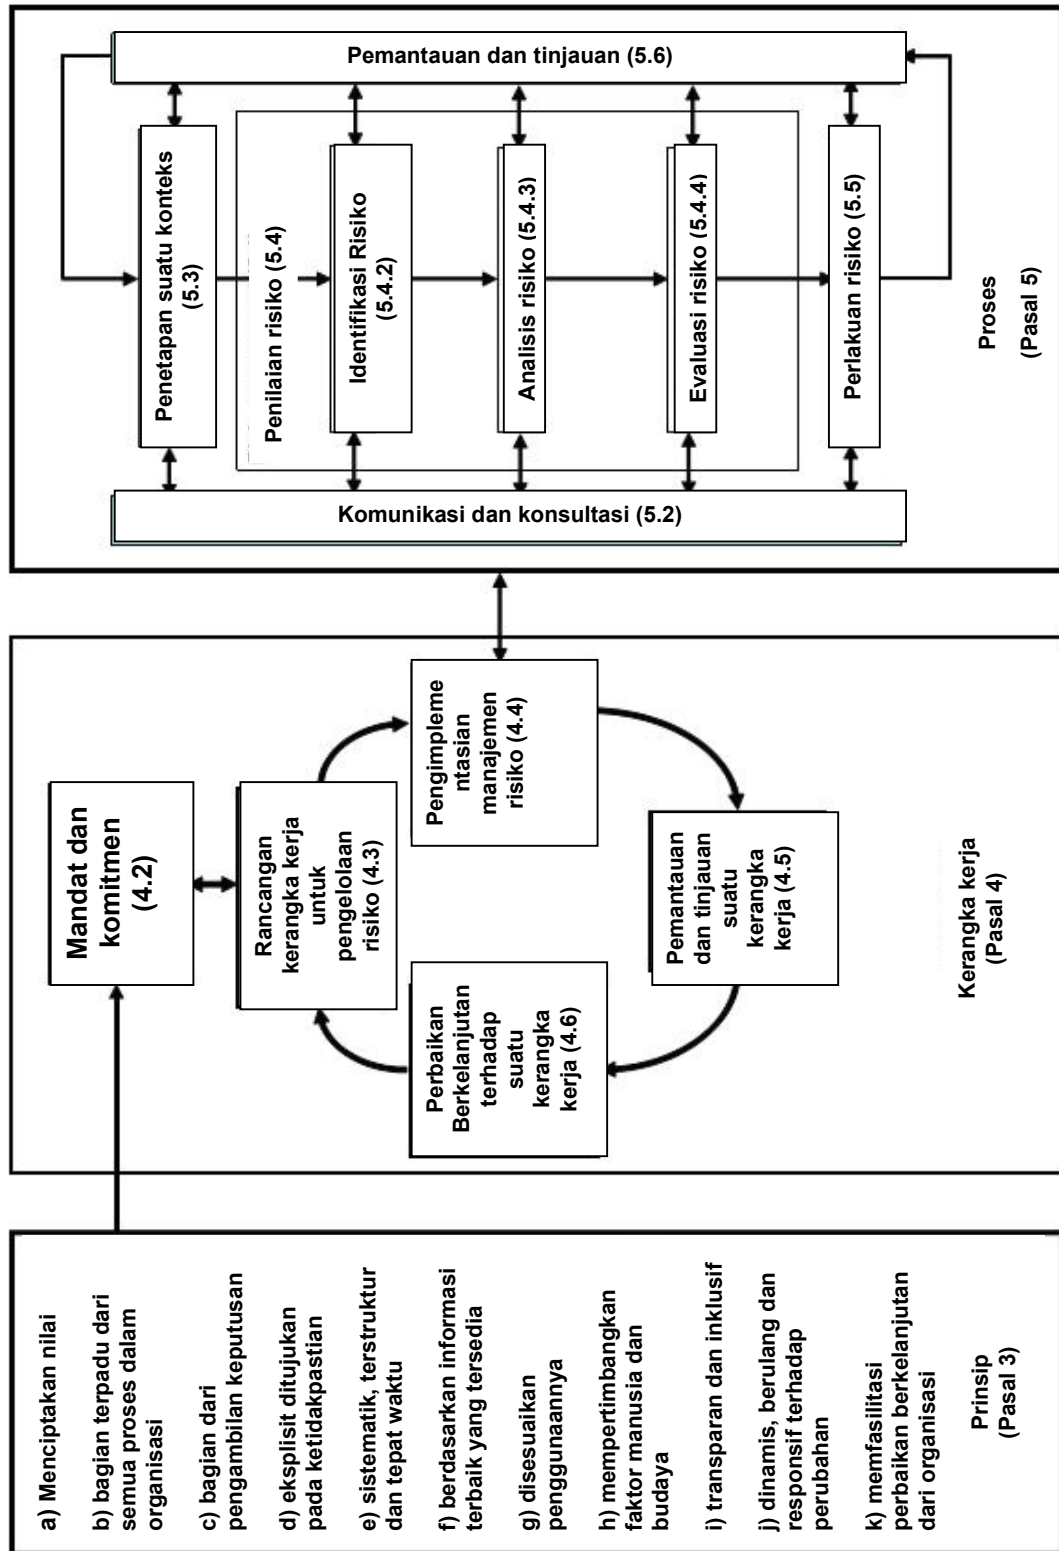 a) Menciptakan nilai
b) bagian terpadu dari
semua proses dalam
organisasi
c) bagian dari
pengambilan keputusan
d) eksplisit ditujukan
pada ketidakpastian
e) sistematik, terstruktur
dan tepat waktu
f) berdasarkan informasi
terbaik yang tersedia
g) disesuaikan
penggunaannya
h) mempertimbangkan
faktor manusia dan
budaya
i) transparan dan inklusif
j) dinamis, berulang dan
responsif terhadap
perubahan
k) memfasilitasi
perbaikan berkelanjutan
dari organisasi
Prinsip
(Pasal 3)
Mandat dan
komitmen
(4.2)
Rancangan
kerangka kerja
untuk
pengelolaan
risiko (4.3)
Pengimpleme
ntasian
manajemen
risiko (4.4)
Perbaikan
Berkelanjutan
terhadap
suatu
kerangka
kerja (4.6)
Pemantauan
dan tinjauan
suatu
kerangka
kerja (4.5)
Kerangka kerja
(Pasal 4)
Komunikasi dan konsultasi (5.2)
Penetapan suatu konteks
(5.3)
Penilaian risiko (5.4)
Identifikasi Risiko
(5.4.2)
Analisis risiko (5.4.3)
Evaluasi risiko (5.4.4)
Perlakuan risiko (5.5)
Pemantauan dan tinjauan (5.6)
Proses
(Pasal 5)